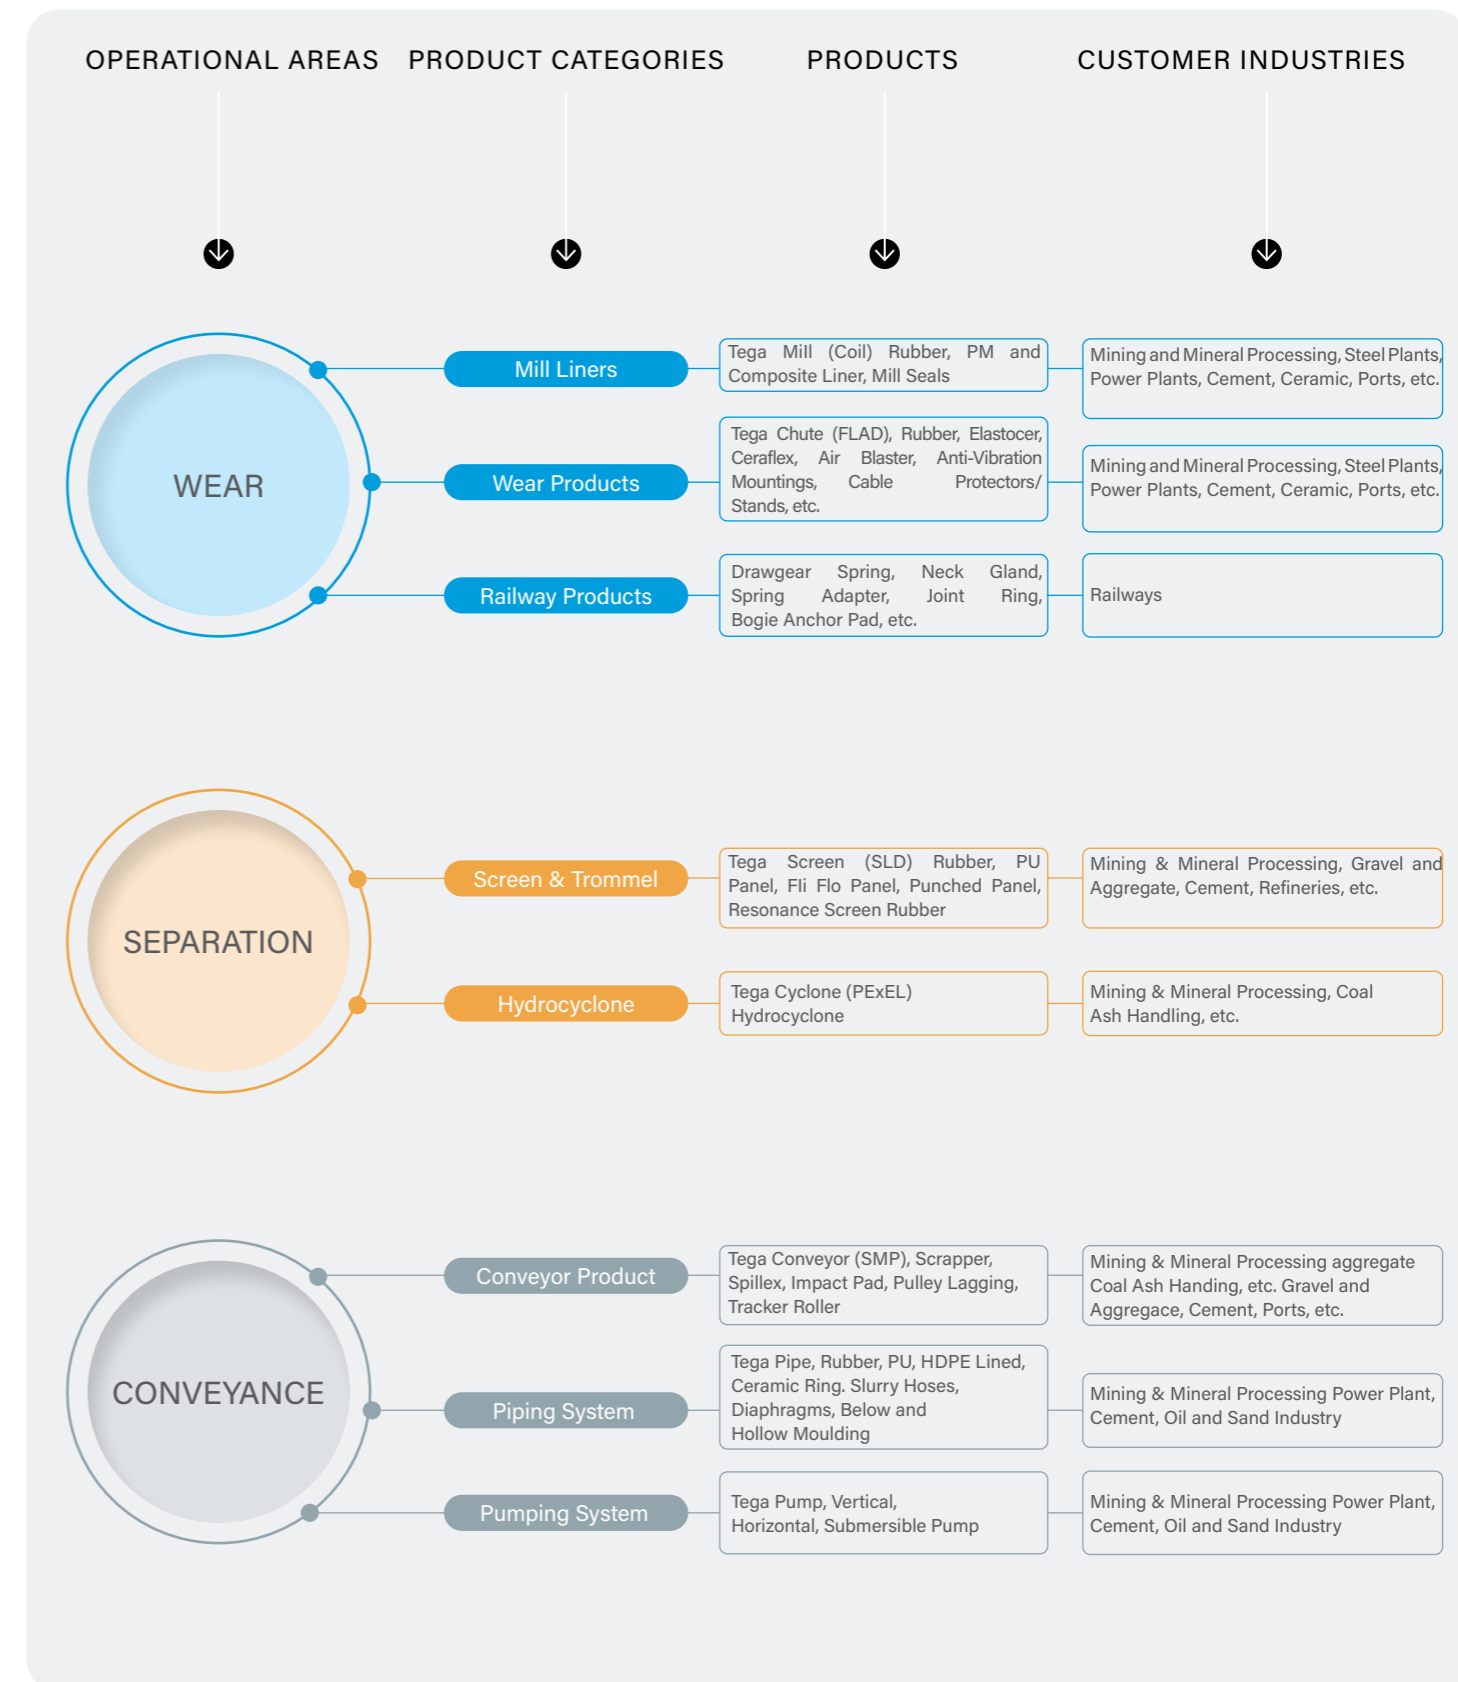 OPERATIONAL AREAS
PRODUCT CATEGORIES
PRODUCTS
CUSTOMER INDUSTRIES
WEAR
Mill Liners
Tega Mill (Coil) Rubber, PM and
Composite Liner, Mill Seals
Mining and Mineral Processing, Steel Plants,
Power Plants, Cement, Ceramic, Ports, etc.
Wear Products
Tega Chute (FLAD), Rubber, Elastocer,
Ceraflex, Air Blaster, Anti-Vibration
Mountings, Cable Protectors/
Stands, etc.
Mining and Mineral Processing, Steel Plants,
Power Plants, Cement, Ceramic, Ports, etc.
Railway Products
Drawgear Spring, Neck Gland,
Spring Adapter, Joint Ring,
Bogie Anchor Pad, etc.
Railways
SEPARATION
Screen & Trommel
Tega Screen (SLD) Rubber, PU
Panel, Fli Flo Panel, Punched Panel,
Resonance Screen Rubber
Mining & Mineral Processing, Gravel and
Aggregate, Cement, Refineries, etc.
Hydrocyclone
Tega Cyclone (PExEL)
Hydrocyclone
Mining & Mineral Processing, Coal
Ash Handling, etc.
CONVEYANCE
Conveyor Product
Tega Conveyor (SMP), Scrapper,
Spillex, Impact Pad, Pulley Lagging,
Tracker Roller
Mining & Mineral Processing aggregate
Coal Ash Handing, etc. Gravel and
Aggregace, Cement, Ports, etc.
Piping System
Tega Pipe, Rubber, PU, HDPE Lined,
Ceramic Ring. Slurry Hoses,
Diaphragms, Below and
Hollow Moulding
Mining & Mineral Processing Power Plant,
Cement, Oil and Sand Industry
Pumping System
Tega Pump, Vertical,
Horizontal, Submersible Pump
Mining & Mineral Processing Power Plant,
Cement, Oil and Sand Industry